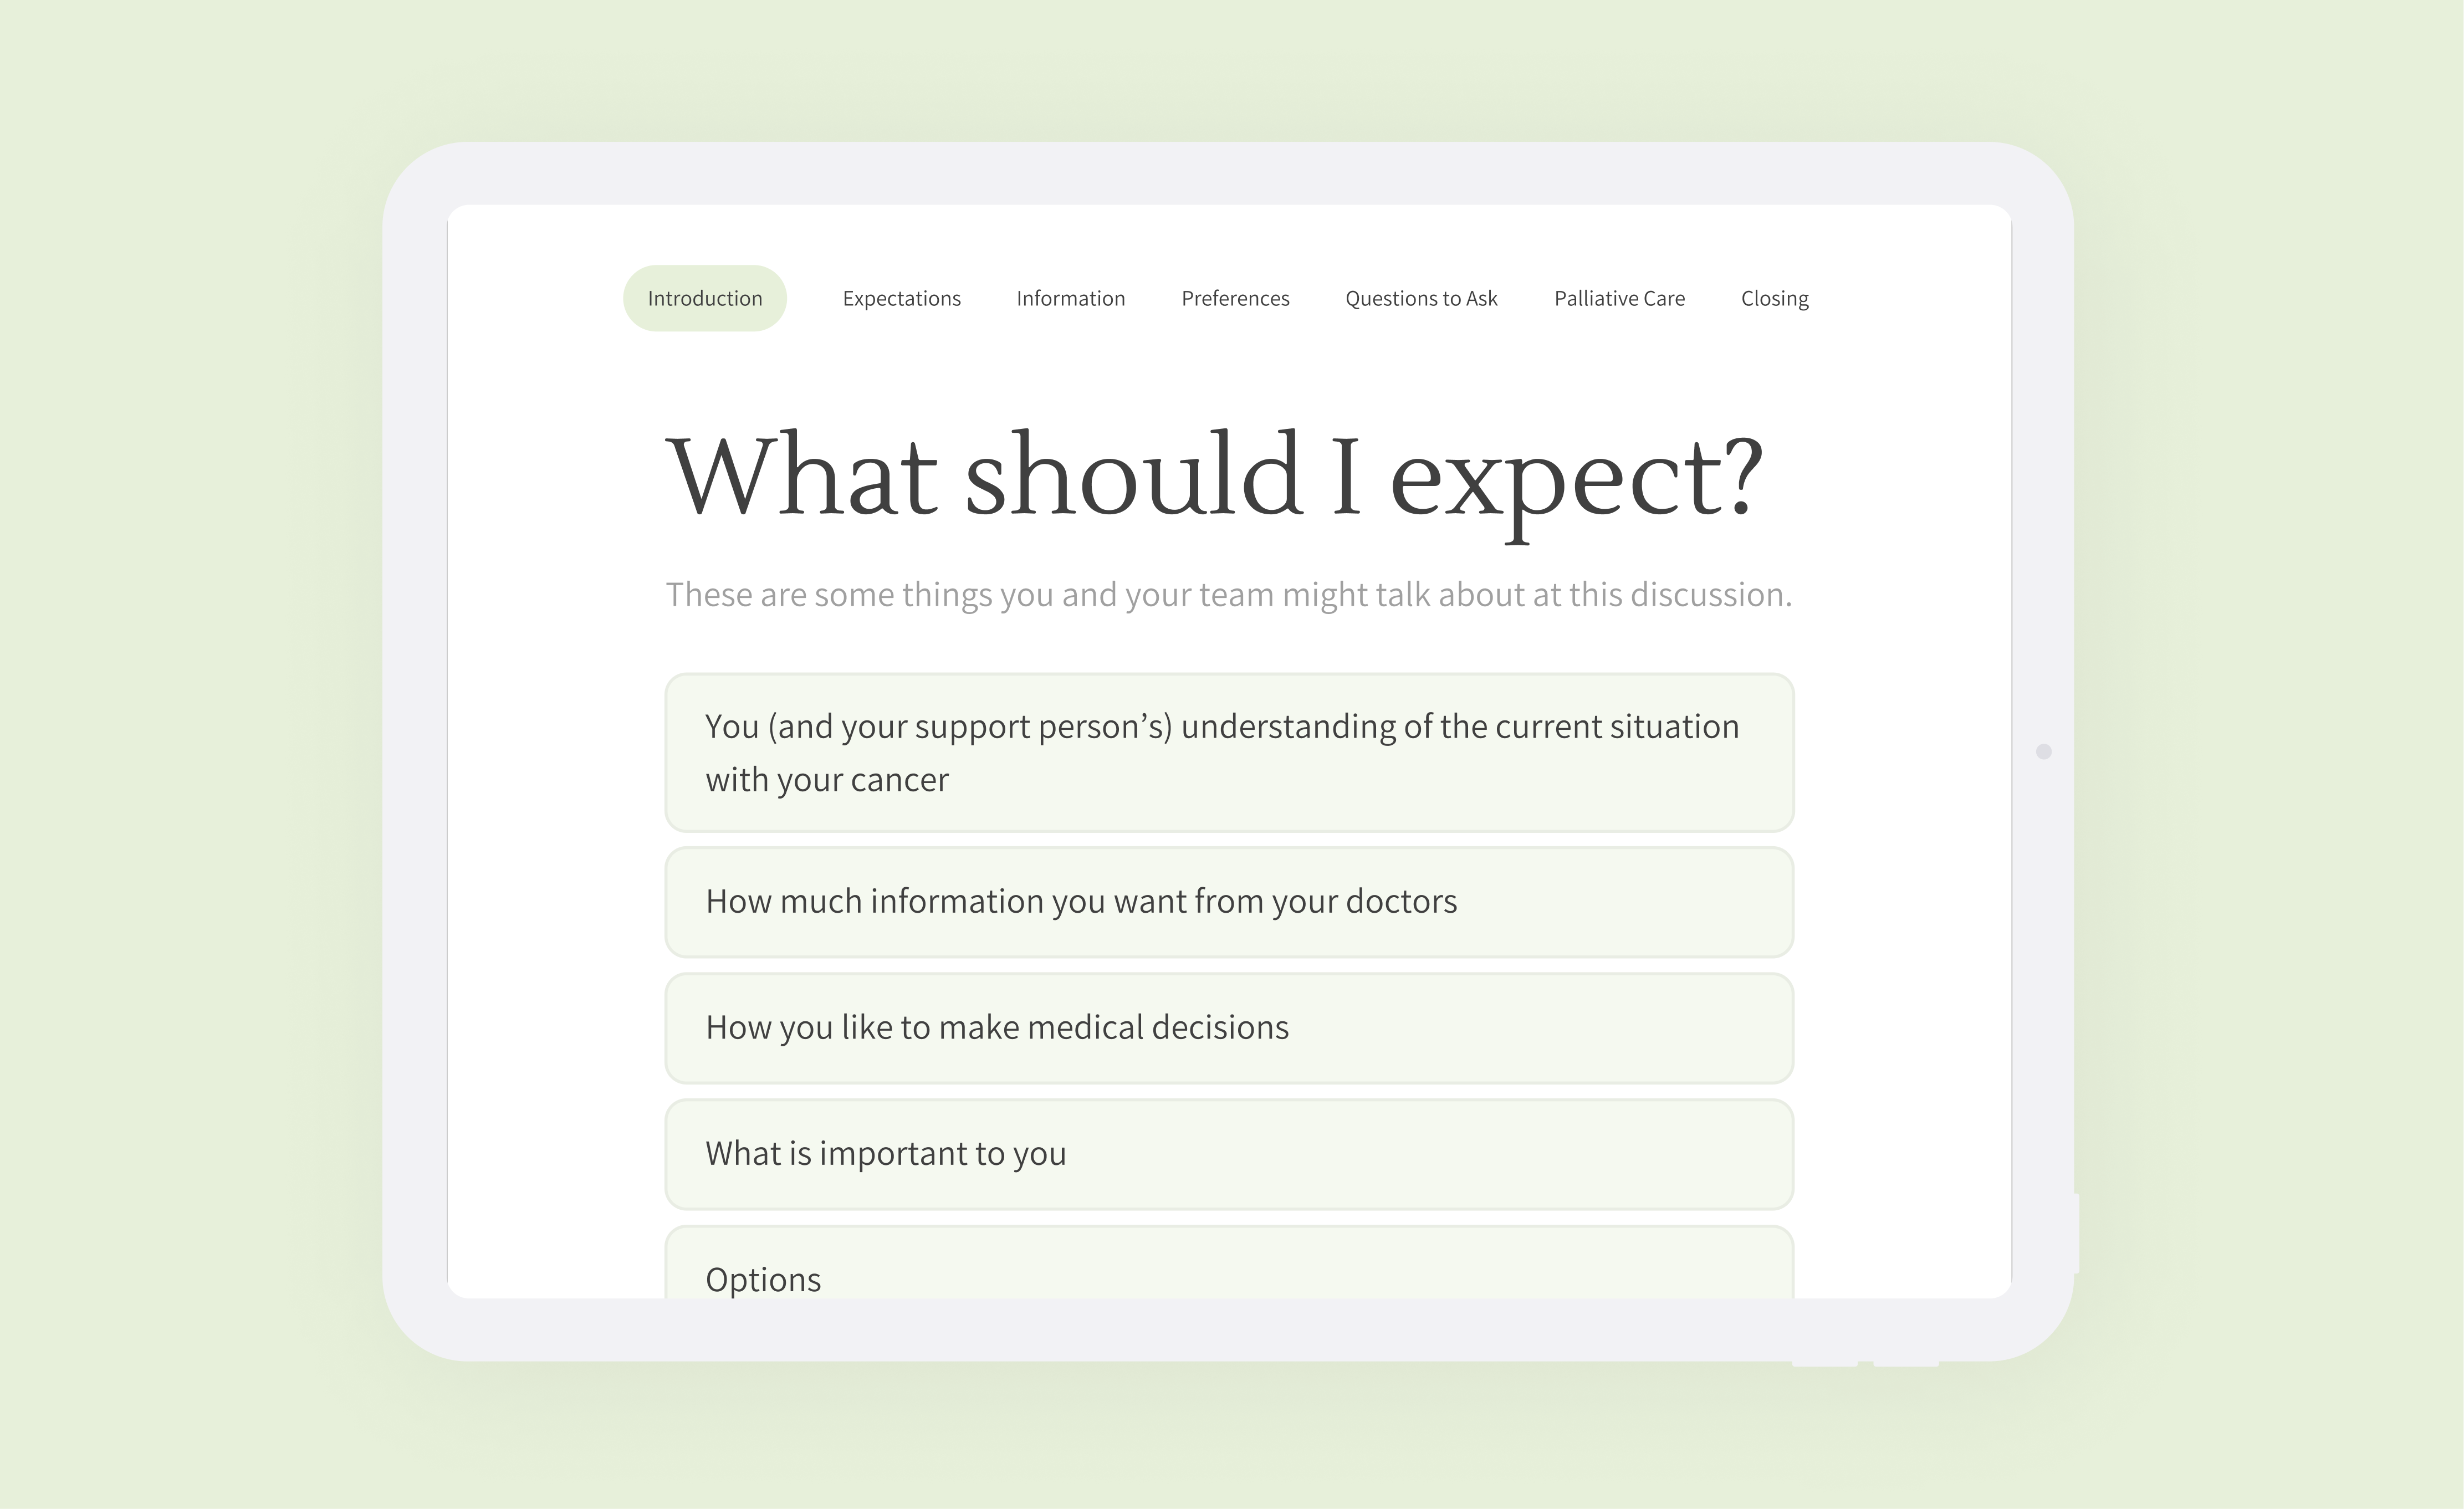 Introduction Expectations Information Preferences Questions to Ask Palliative Care Closing
What should I expect?
These are some things you and your team might talk about at this discussion.
You (and your support person’s) understanding of the current situation
with your cancer
How much information you want from your doctors
How you like to make medical decisions
What is important to you
Options